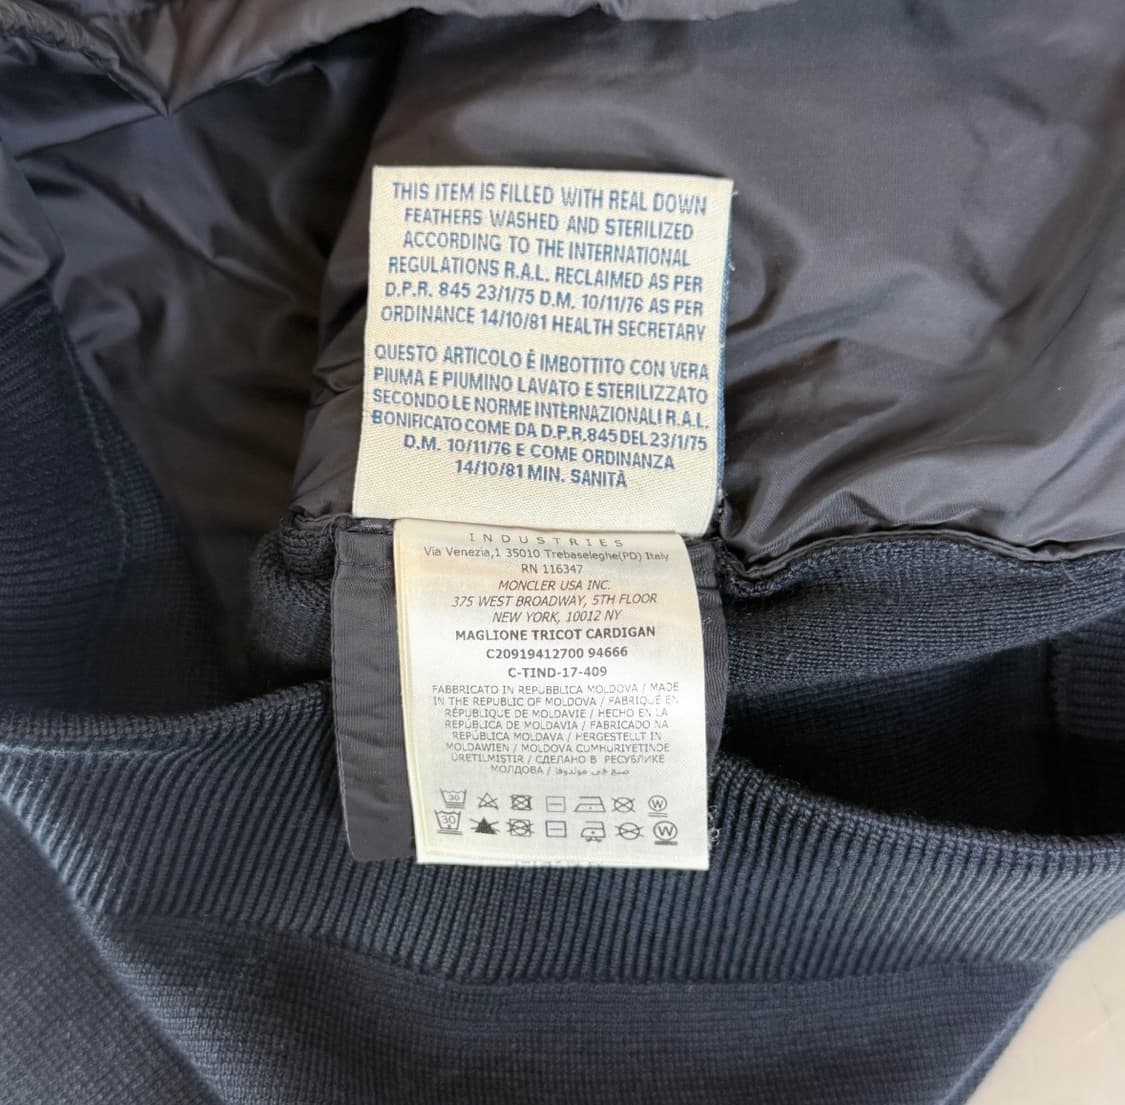 THIS ITEM IS FILLED WITH REAL DOWN
FEATHERS WASHED AND STERILIZED
ACCORDING TO THE INTERNATIONAL
REGULATIONS R.A.L. RECLAIMED AS PER
D.P.R. 845 23/1/75 D.M. 10/11/76 AS PER
ORDINANCE 14/10/81 HEALTH SECRETARY
QUESTO ARTICOLO È IMBOTTITO CON VERA
PIUMA E PIUMINO LAVATO E STERILIZZATO
SECONDO LE NORME INTERNAZIONALI R.A.L.
BONIFICATO COME DA D.P.R.845 DEL 23/1/75
D.M. 10/11/76 E COME ORDINANZA
14/10/81 MIN. SANITÀ
INDUSTRIES
Via Venezia,1 35010 Trebaseleghe(PD) Italy
RN 116347
MONCLER USA INC.
375 WEST BROADWAY, 5TH FLOOR
NEW YORK, 10012 NY
MAGLIONE TRICOT CARDIGAN
C20919412700 94666
C-TIND-17-409
FABBRICATO IN REPUBBLICA MOLDOVA / MADE
IN THE REPUBLIC OF MOLDOVA / FABRIQUÉ EN
RÉPUBLIQUE DE MOLDAVIE / HECHO EN LA
REPÚBLICA DE MOLDAVIA / FABRICADO NA
REPÚBLICA MOLDAVA / HERGESTELLT IN
MOLDAWIEN / MOLDOVA CUMHURIYETINDE
ÜRETILMISTIR / СДЕЛАНО В РЕСПУБЛИКЕ
МОЛДОВА / صنع في مولدوفا
30 W
30 W